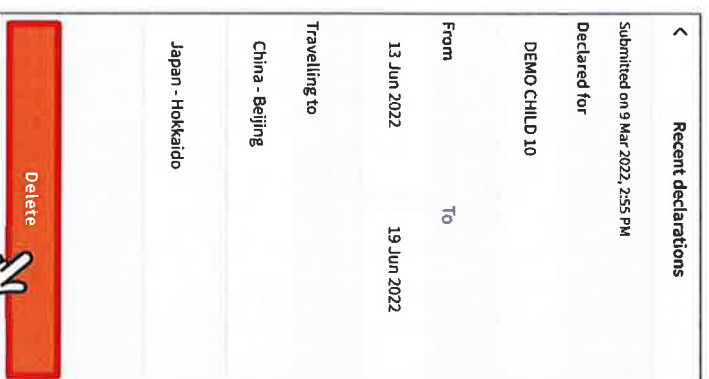 < Recent declarations
Submitted on 9 Mar 2022, 2:55 PM
Declared for
DEMO CHILD 10
From To
13 Jun 2022 19 Jun 2022
Travelling to
China - Beijing
Japan - Hokkaido
Delete